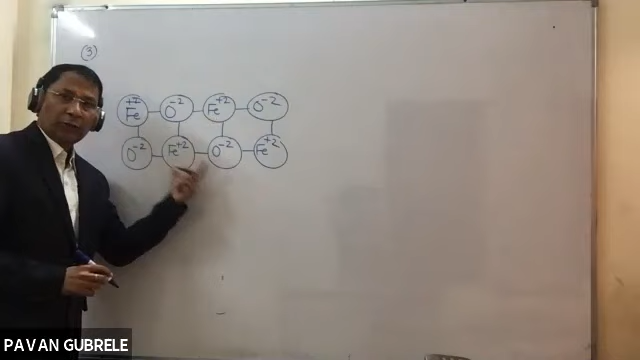 (3)
Fe+2 O-2 Fe+2 O-2
O-2 Fe+2 O-2 Fe+2
PAVAN GUBRELE